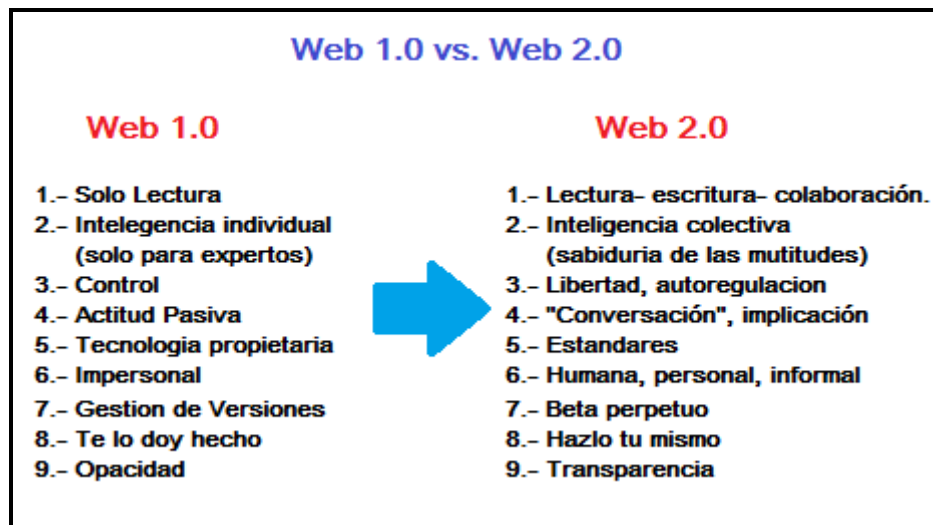 Web 1.0 vs. Web 2.0
Web 1.0
1.- Solo Lectura
2.- Intelegencia individual
(solo para expertos)
3.- Control
4.- Actitud Pasiva
5.- Tecnologia propietaria
6.- Impersonal
7.- Gestion de Versiones
8.- Te lo doy hecho
9.- Opacidad
Web 2.0
1.- Lectura- escritura- colaboración.
2.- Inteligencia colectiva
(sabiduria de las mutitudes)
3.- Libertad, autoregulacion
4.- "Conversación", implicación
5.- Estandares
6.- Humana, personal, informal
7.- Beta perpetuo
8.- Hazlo tu mismo
9.- Transparencia